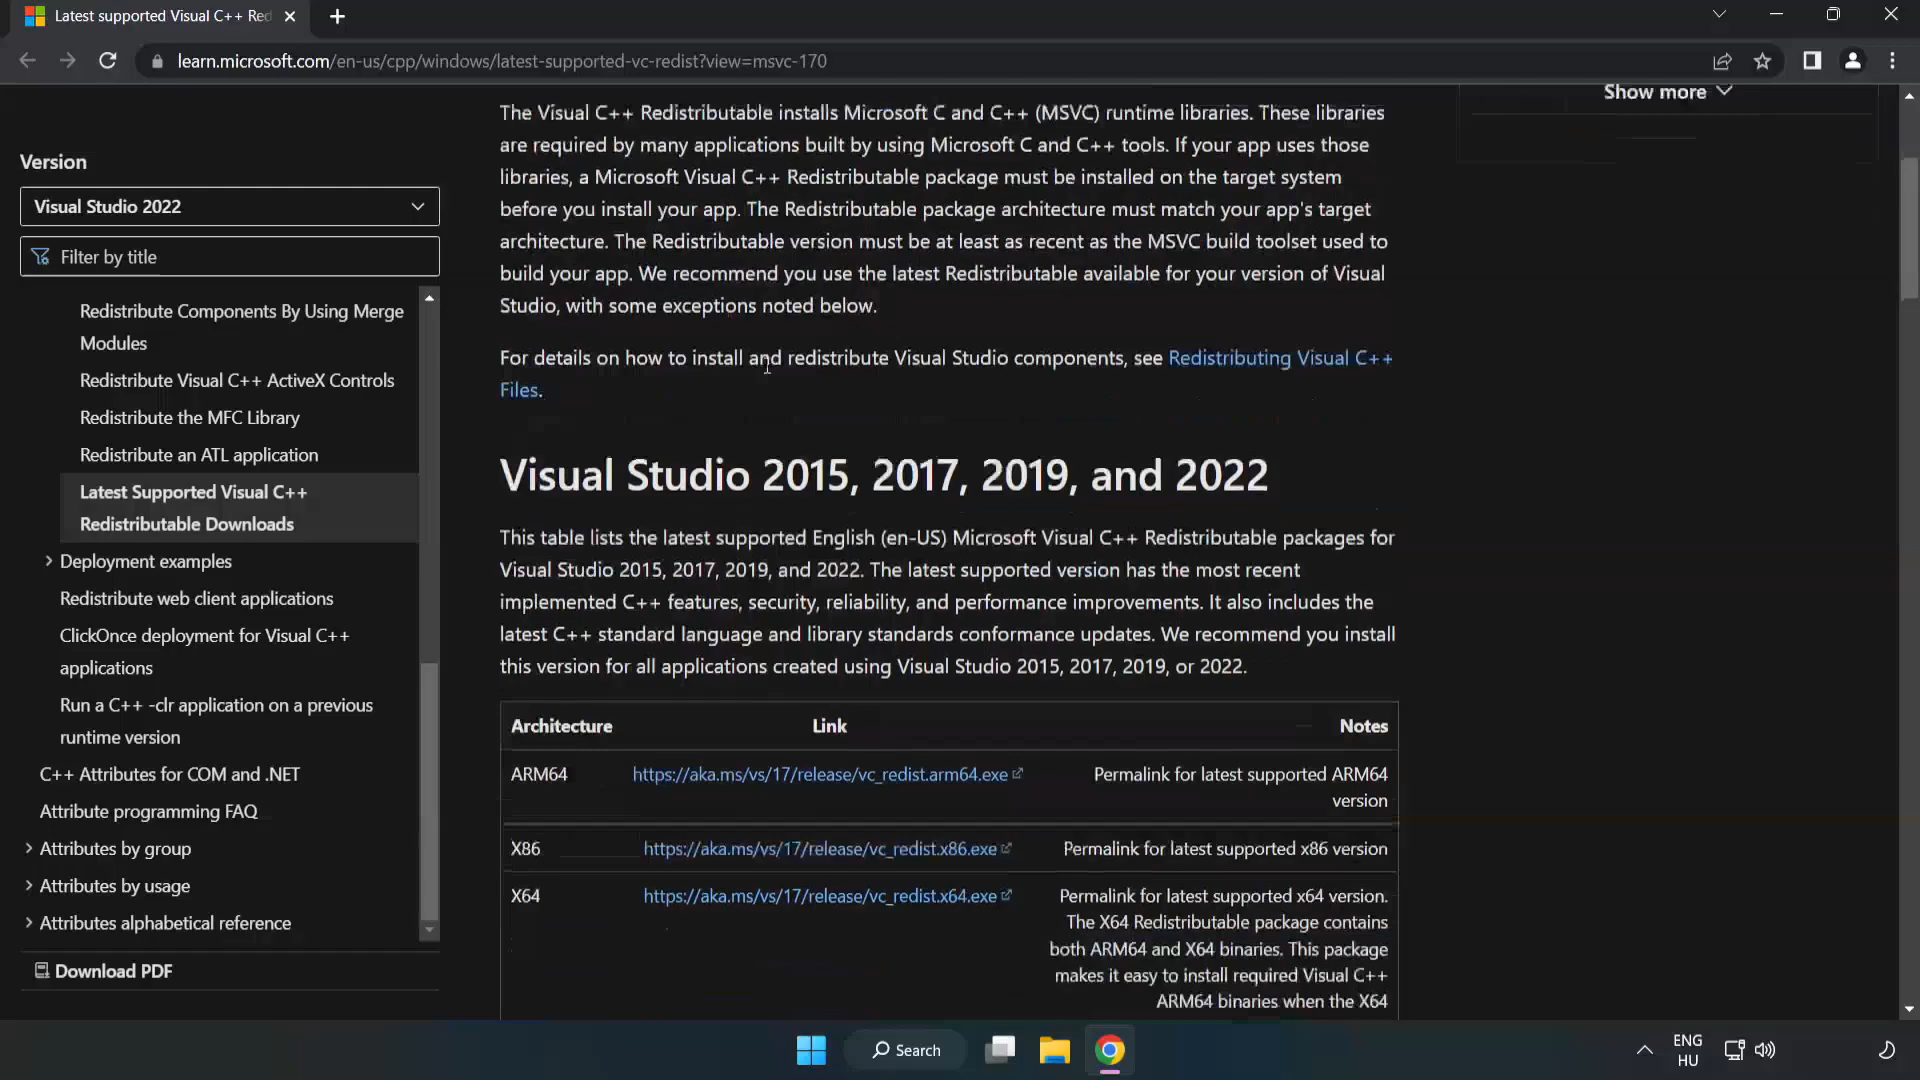 Latest supported Visual C++ Red
learn.microsoft.com/en-us/cpp/windows/latest-supported-vc-redist?view=msvc-170
Version
Visual Studio 2022
Filter by title
Redistribute Components By Using Merge
Modules
Redistribute Visual C++ ActiveX Controls
Redistribute the MFC Library
Redistribute an ATL application
Latest Supported Visual C++
Redistributable Downloads
Deployment examples
Redistribute web client applications
ClickOnce deployment for Visual C++
applications
Run a C++ -clr application on a previous
runtime version
C++ Attributes for COM and .NET
Attribute programming FAQ
Attributes by group
Attributes by usage
Attributes alphabetical reference
Download PDF
The Visual C++ Redistributable installs Microsoft C and C++ (MSVC) runtime libraries. These libraries
are required by many applications built by using Microsoft C and C++ tools. If your app uses those
libraries, a Microsoft Visual C++ Redistributable package must be installed on the target system
before you install your app. The Redistributable package architecture must match your app's target
architecture. The Redistributable version must be at least as recent as the MSVC build toolset used to
build your app. We recommend you use the latest Redistributable available for your version of Visual
Studio, with some exceptions noted below.
For details on how to install and redistribute Visual Studio components, see Redistributing Visual C++
Files.
Visual Studio 2015, 2017, 2019, and 2022
This table lists the latest supported English (en-US) Microsoft Visual C++ Redistributable packages for
Visual Studio 2015, 2017, 2019, and 2022. The latest supported version has the most recent
implemented C++ features, security, reliability, and performance improvements. It also includes the
latest C++ standard language and library standards conformance updates. We recommend you install
this version for all applications created using Visual Studio 2015, 2017, 2019, or 2022.
Architecture Link Notes
ARM64 https://aka.ms/vs/17/release/vc_redist.arm64.exe Permalink for latest supported ARM64
version
X86 https://aka.ms/vs/17/release/vc_redist.x86.exe Permalink for latest supported x86 version
X64 https://aka.ms/vs/17/release/vc_redist.x64.exe Permalink for latest supported x64 version.
The X64 Redistributable package contains
both ARM64 and X64 binaries. This package
makes it easy to install required Visual C++
ARM64 binaries when the X64
Show more
Search
ENG
HU